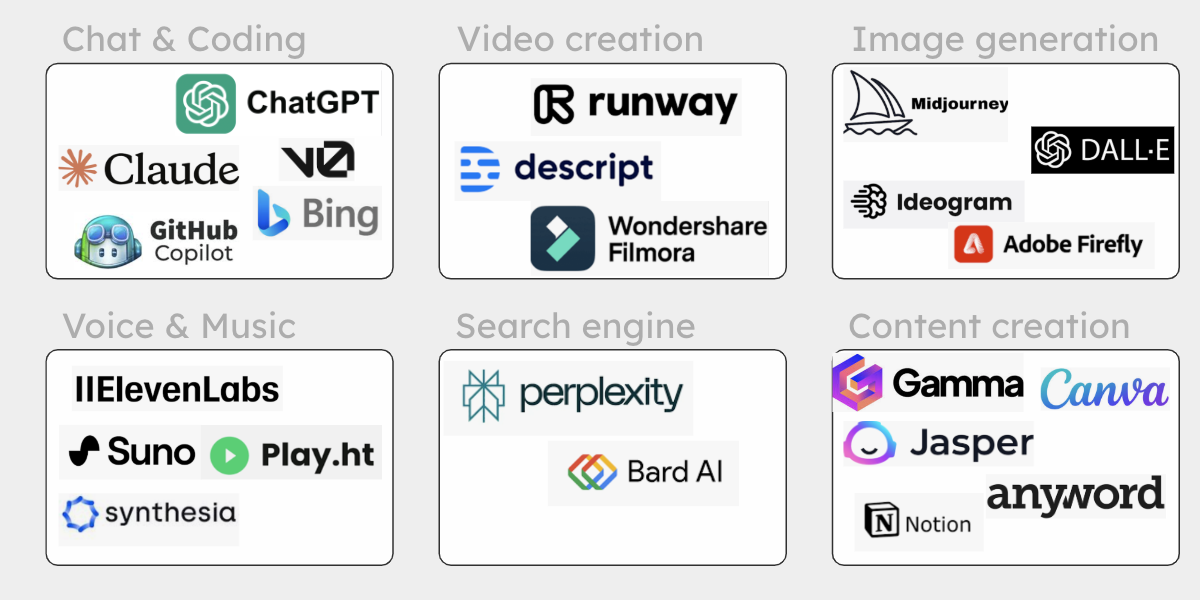 Chat & Coding
ChatGPT
Claude
v0
Bing
GitHub
Copilot
Video creation
runway
descript
Wondershare
Filmora
Image generation
Midjourney
DALL·E
Ideogram
Adobe Firefly
Voice & Music
IIElevenLabs
Suno
Play.ht
synthesia
Search engine
perplexity
Bard AI
Content creation
Gamma
Canva
Jasper
anyword
N Notion